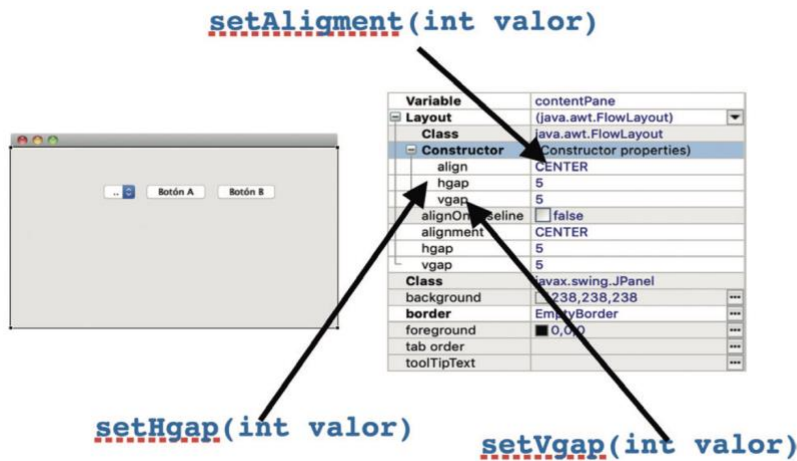 setAligment(int valor)
Variable contentPane
Layout (java.awt.FlowLayout)
Class java.awt.FlowLayout
Constructor (Constructor properties)
align CENTER
hgap 5
vgap 5
alignOn seline false
alignment CENTER
hgap 5
vgap 5
Class javax.swing.JPanel
background 238,238,238
border EmptyBorder
foreground 0,0,0
tab order
toolTipText
.. Botón A Botón B
setHgap(int valor)
setVgap(int valor)